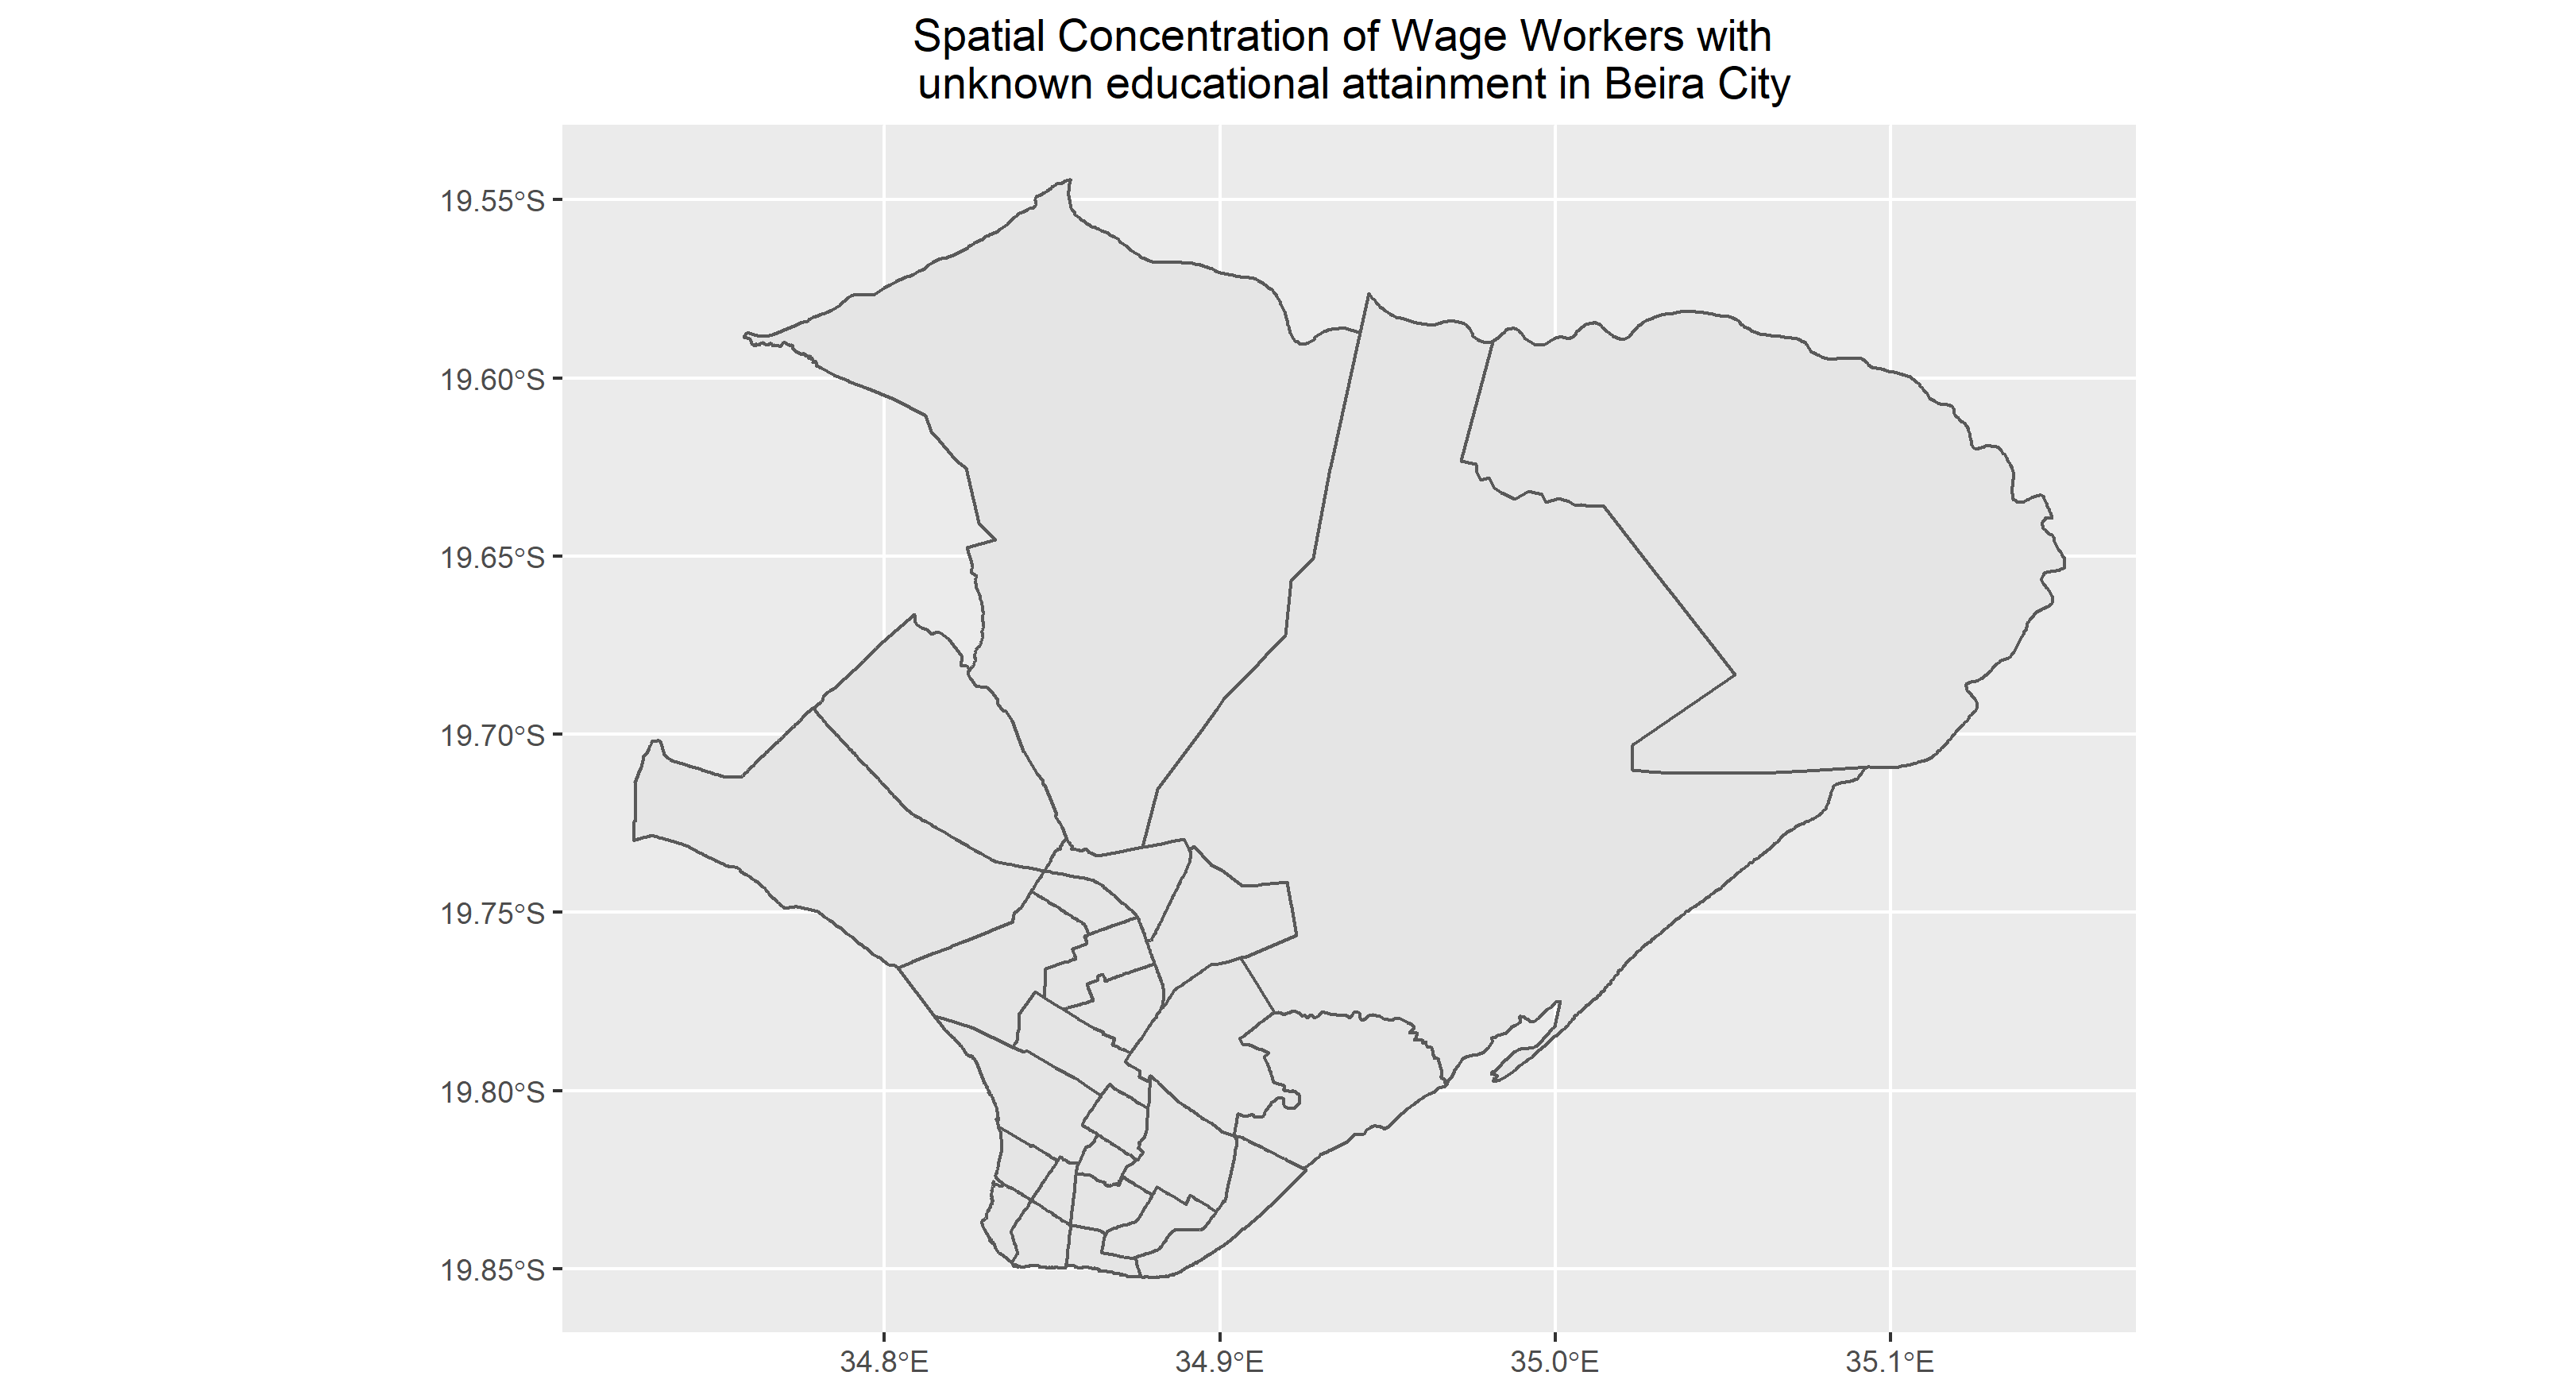 Spatial Concentration of Wage Workers with
unknown educational attainment in Beira City
19.55°S
19.60°S
19.65°S
19.70°S
19.75°S
19.80°S
19.85°S
34.8°E
34.9°E
35.0°E
35.1°E